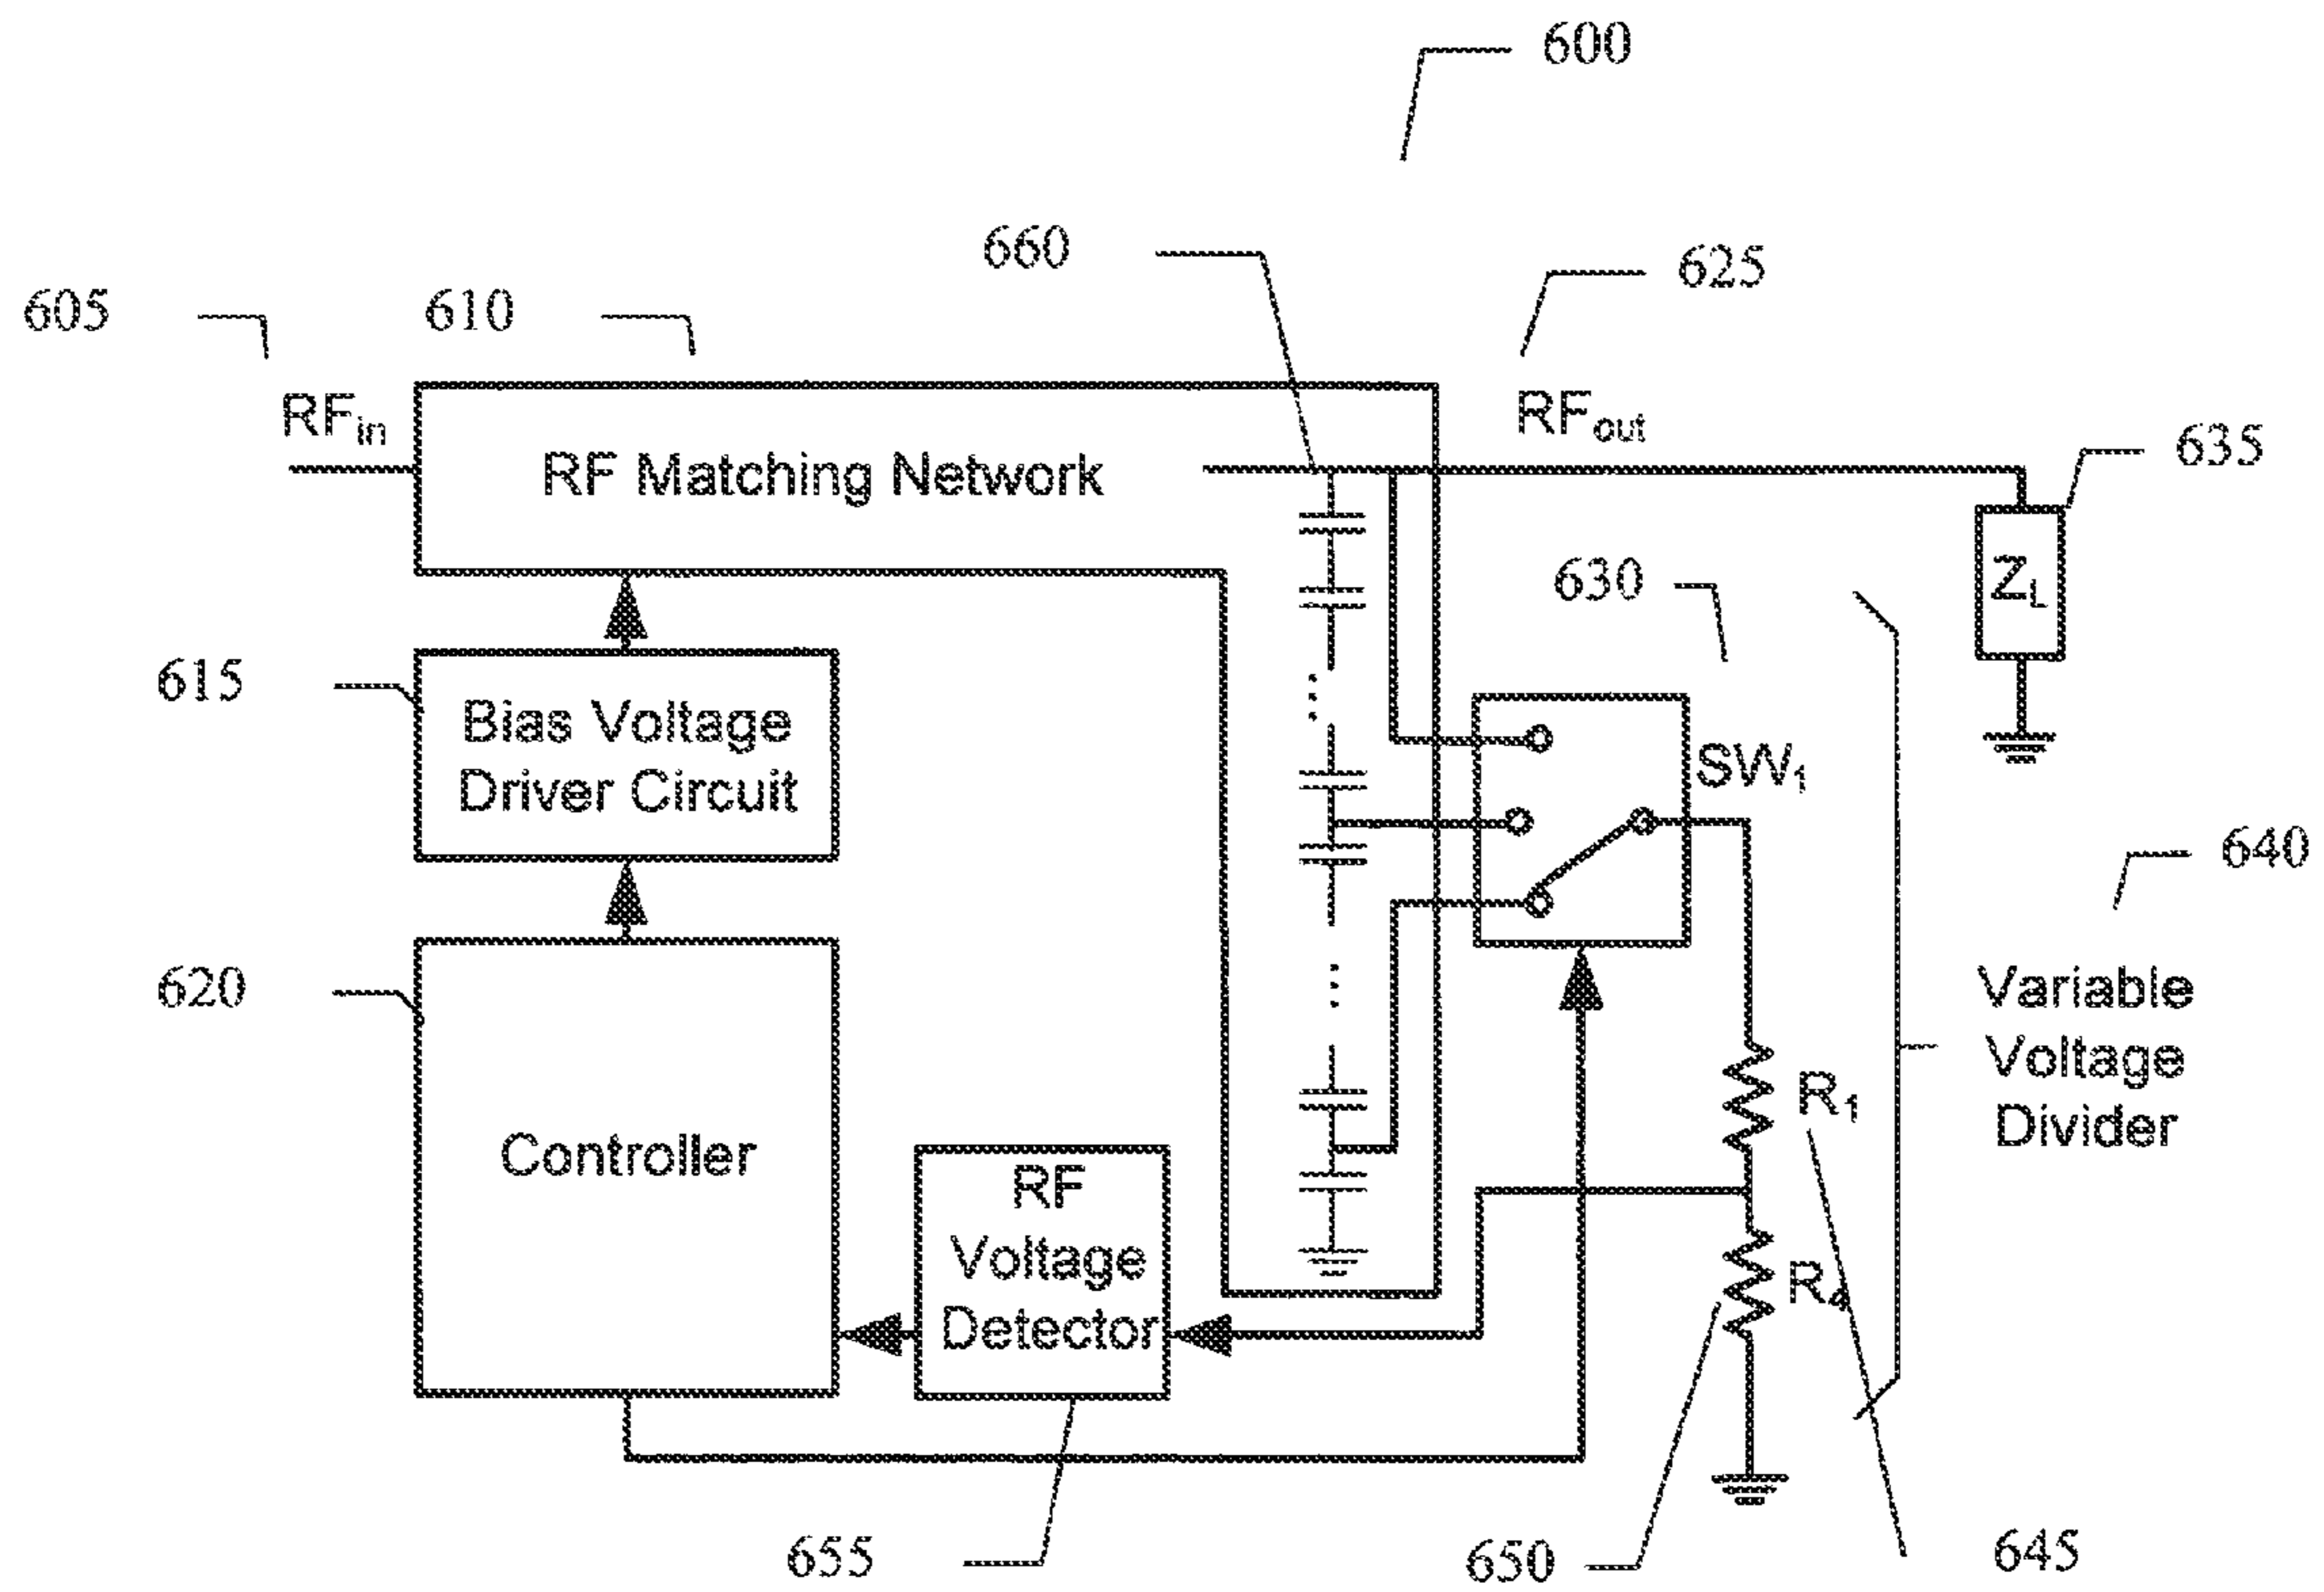 600
660
625
605
610
RFin
RFout
RF Matching Network
635
ZL
630
615
Bias Voltage
Driver Circuit
SW1
640
620
Variable
Voltage
Divider
Controller
R1
RF
Voltage
Detector
R4
655
650
645